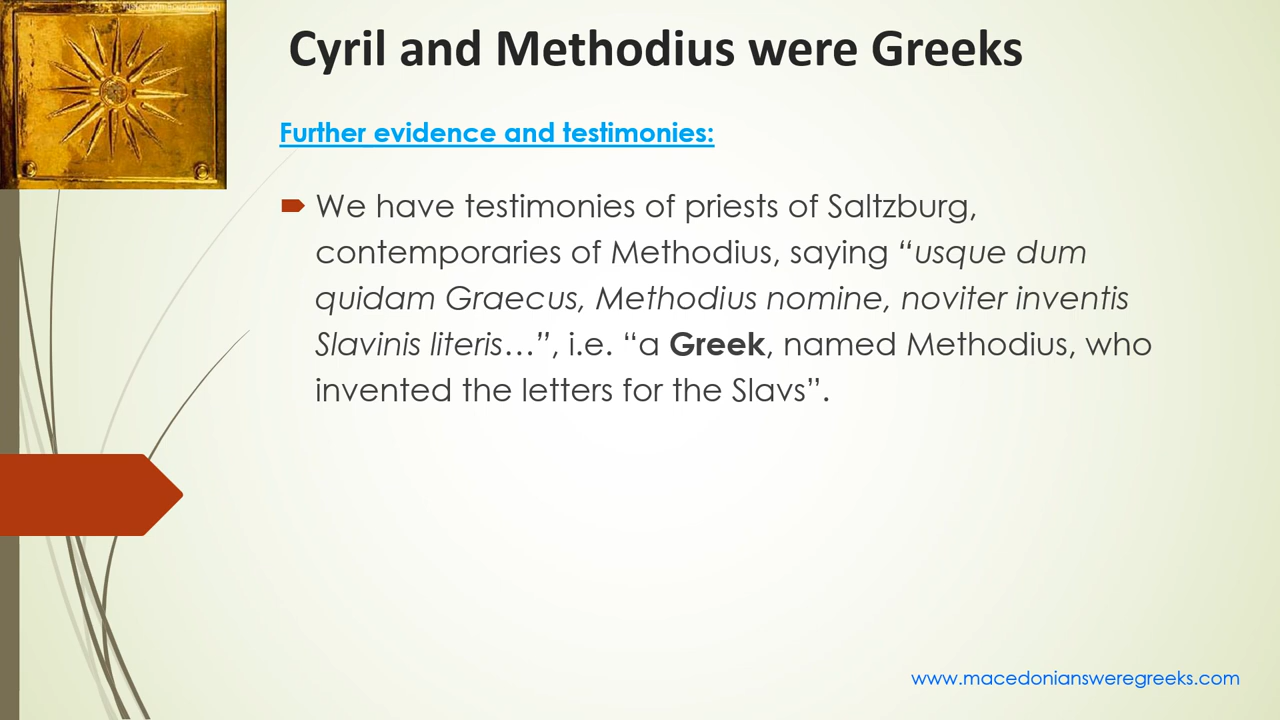 Cyril and Methodius were Greeks
Further evidence and testimonies:
We have testimonies of priests of Saltzburg,
contemporaries of Methodius, saying “usque dum
quidam Graecus, Methodius nomine, noviter inventis
Slavinis literis…”, i.e. “a Greek, named Methodius, who
invented the letters for the Slavs”.
www.macedoniansweregreeks.com